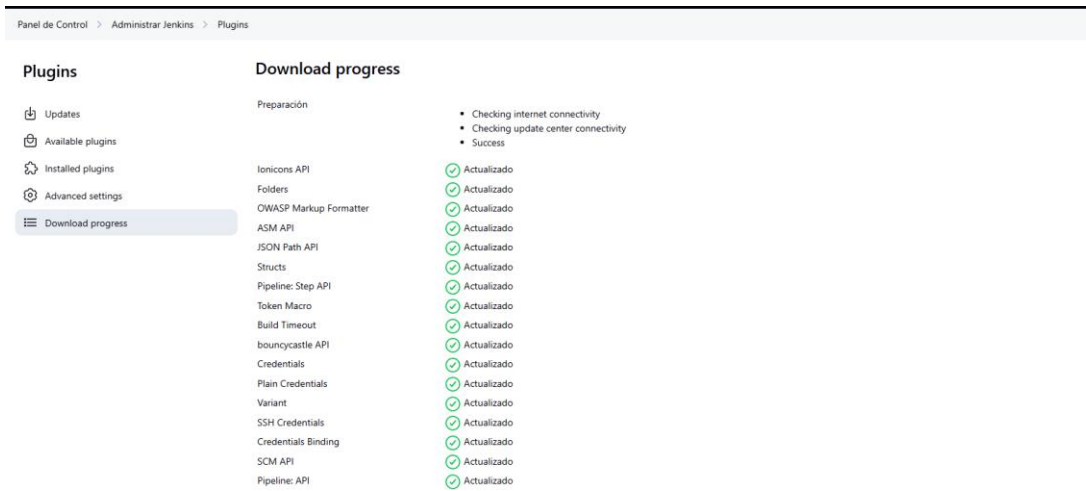 Panel de Control > Administrar Jenkins > Plugins
Plugins
Updates
Available plugins
Installed plugins
Advanced settings
Download progress
Download progress
Preparación
• Checking internet connectivity
• Checking update center connectivity
• Success
Ionicons API Actualizado
Folders Actualizado
OWASP Markup Formatter Actualizado
ASM API Actualizado
JSON Path API Actualizado
Structs Actualizado
Pipeline: Step API Actualizado
Token Macro Actualizado
Build Timeout Actualizado
bouncycastle API Actualizado
Credentials Actualizado
Plain Credentials Actualizado
Variant Actualizado
SSH Credentials Actualizado
Credentials Binding Actualizado
SCM API Actualizado
Pipeline: API Actualizado